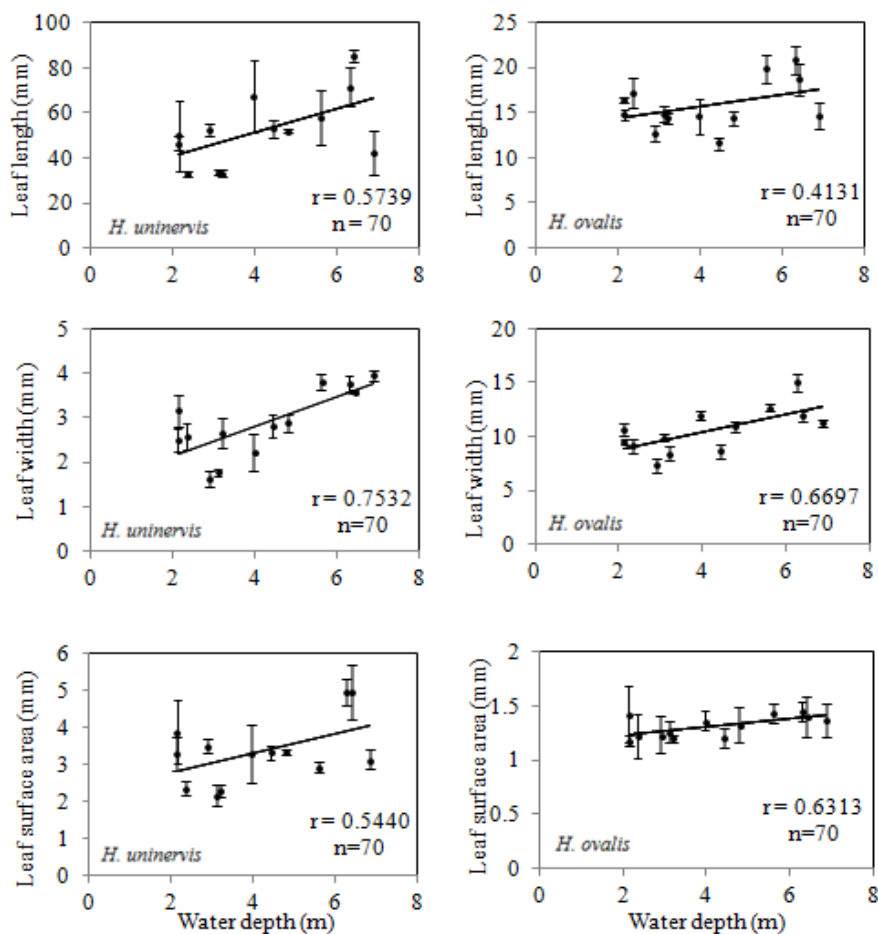 100
80
60
40
20
0
Leaf length (mm)
r= 0.5739
n= 70
H. uninervis
0 2 4 6 8
25
20
15
10
5
0
Leaf length (mm)
r= 0.4131
n=70
H. ovalis
0 2 4 6 8
5
4
3
2
1
0
Leaf width (mm)
r= 0.7532
n=70
H. uninervis
0 2 4 6 8
20
15
10
5
0
Leaf width (mm)
r= 0.6697
n=70
H. ovalis
0 2 4 6 8
6
5
4
3
2
1
0
Leaf surface area (mm)
r= 0.5440
n=70
H. uninervis
0 2 4 6 8
Water depth (m)
2
1.5
1
0.5
0
Leaf surface area (mm)
r= 0.6313
n=70
H. ovalis
0 2 4 6 8
Water depth (m)